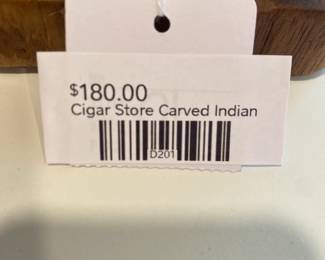 $180.00
Cigar Store Carved Indian
D201